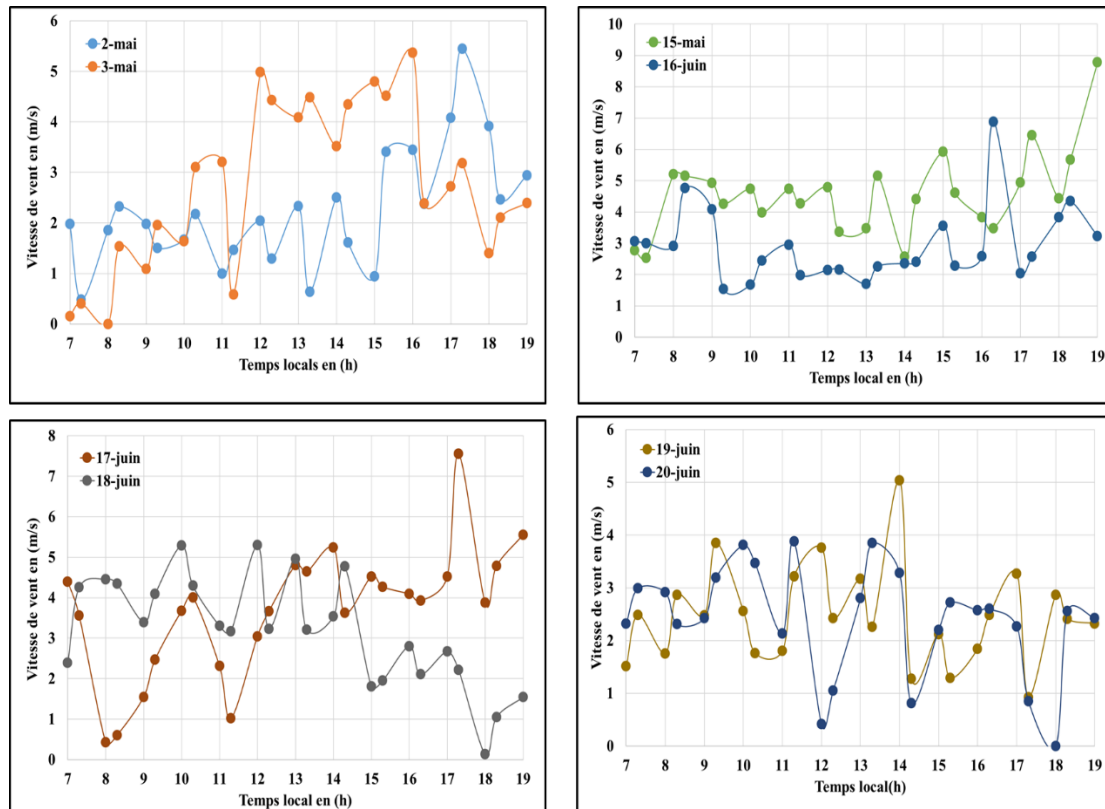 Vitesse de vent en (m/s)
6
5
4
3
2
1
0
2-mai
3-mai
7 8 9 10 11 12 13 14 15 16 17 18 19
Temps locals en (h)
Vitesse de vent en (m/s)
10
9
8
7
6
5
4
3
2
1
0
15-mai
16-juin
7 8 9 10 11 12 13 14 15 16 17 18 19
Temps local en (h)
Vitesse de vent en (m/s)
8
7
6
5
4
3
2
1
0
17-juin
18-juin
7 8 9 10 11 12 13 14 15 16 17 18 19
Temps local en (h)
Vitesse de vent en (m/s)
6
5
4
3
2
1
0
19-juin
20-juin
7 8 9 10 11 12 13 14 15 16 17 18 19
Temps local(h)